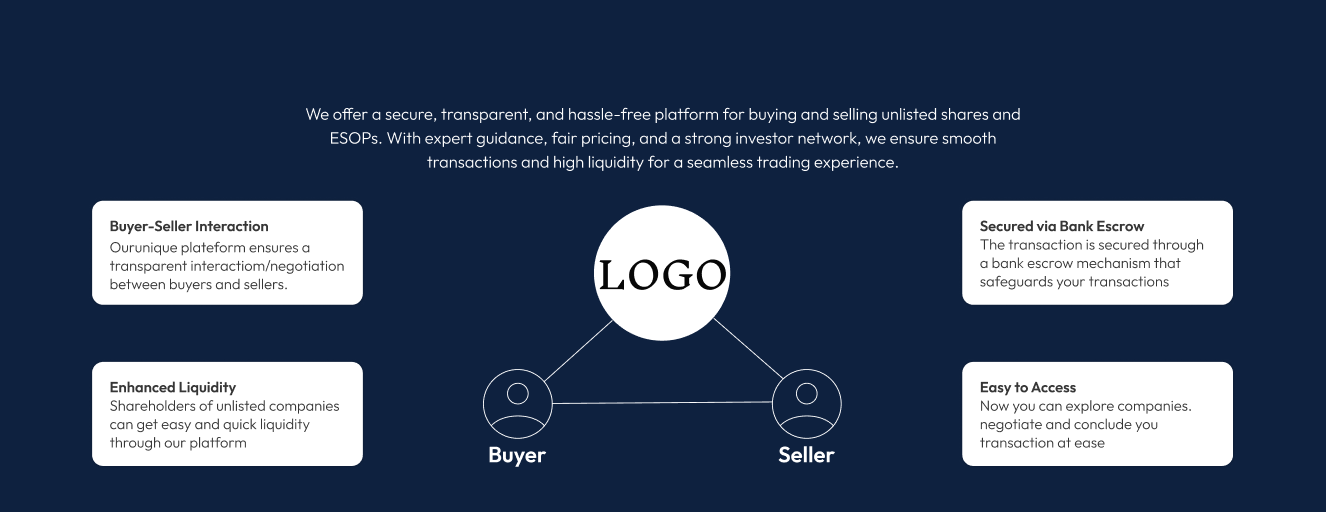 We offer a secure, transparent, and hassle-free platform for buying and selling unlisted shares and
ESOPs. With expert guidance, fair pricing, and a strong investor network, we ensure smooth
transactions and high liquidity for a seamless trading experience.
Buyer-Seller Interaction
Ourunique plateform ensures a
transparent interactiom/negotiation
between buyers and sellers.
Enhanced Liquidity
Shareholders of unlisted companies
can get easy and quick liquidity
through our platform
LOGO
Buyer
Seller
Secured via Bank Escrow
The transaction is secured through
a bank escrow mechanism that
safeguards your transactions
Easy to Access
Now you can explore companies.
negotiate and conclude you
transaction at ease